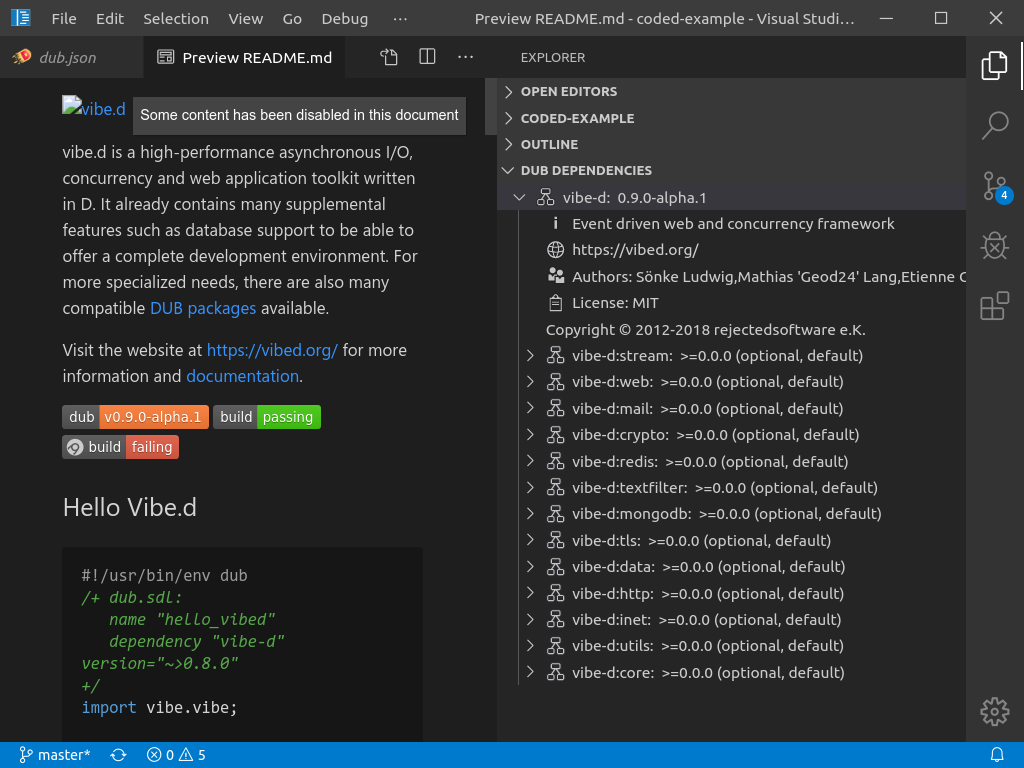 File Edit Selection View Go Debug ··· Preview README.md - coded-example - Visual Studi...
dub.json Preview README.md ···
vibe.d
Some content has been disabled in this document
vibe.d is a high-performance asynchronous I/O,
concurrency and web application toolkit written
in D. It already contains many supplemental
features such as database support to be able to
offer a complete development environment. For
more specialized needs, there are also many
compatible DUB packages available.
Visit the website at https://vibed.org/ for more
information and documentation.
dub v0.9.0-alpha.1 build passing
build failing
Hello Vibe.d
#!/usr/bin/env dub
/+ dub.sdl:
name "hello_vibed"
dependency "vibe-d"
version="~>0.8.0"
+/
import vibe.vibe;
EXPLORER
OPEN EDITORS
CODED-EXAMPLE
OUTLINE
DUB DEPENDENCIES
vibe-d: 0.9.0-alpha.1
Event driven web and concurrency framework
https://vibed.org/
Authors: Sönke Ludwig,Mathias 'Geod24' Lang,Etienne C
License: MIT
Copyright © 2012-2018 rejectedsoftware e.K.
vibe-d:stream: >=0.0.0 (optional, default)
vibe-d:web: >=0.0.0 (optional, default)
vibe-d:mail: >=0.0.0 (optional, default)
vibe-d:crypto: >=0.0.0 (optional, default)
vibe-d:redis: >=0.0.0 (optional, default)
vibe-d:textfilter: >=0.0.0 (optional, default)
vibe-d:mongodb: >=0.0.0 (optional, default)
vibe-d:tls: >=0.0.0 (optional, default)
vibe-d:data: >=0.0.0 (optional, default)
vibe-d:http: >=0.0.0 (optional, default)
vibe-d:inet: >=0.0.0 (optional, default)
vibe-d:utils: >=0.0.0 (optional, default)
vibe-d:core: >=0.0.0 (optional, default)
4
master* 0 5